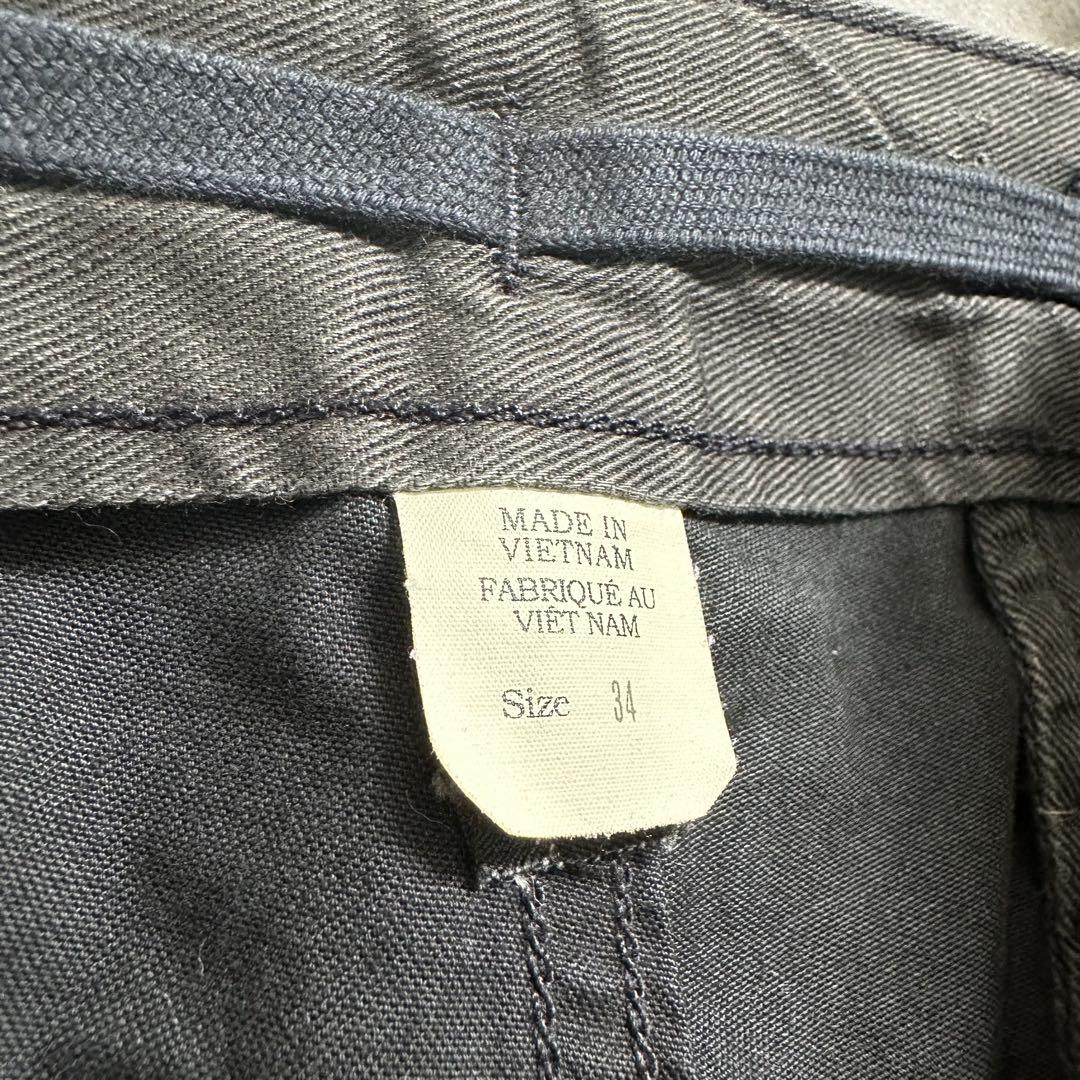 MADE IN
VIETNAM
FABRIQUÉ AU
VIÊT NAM
Size 34